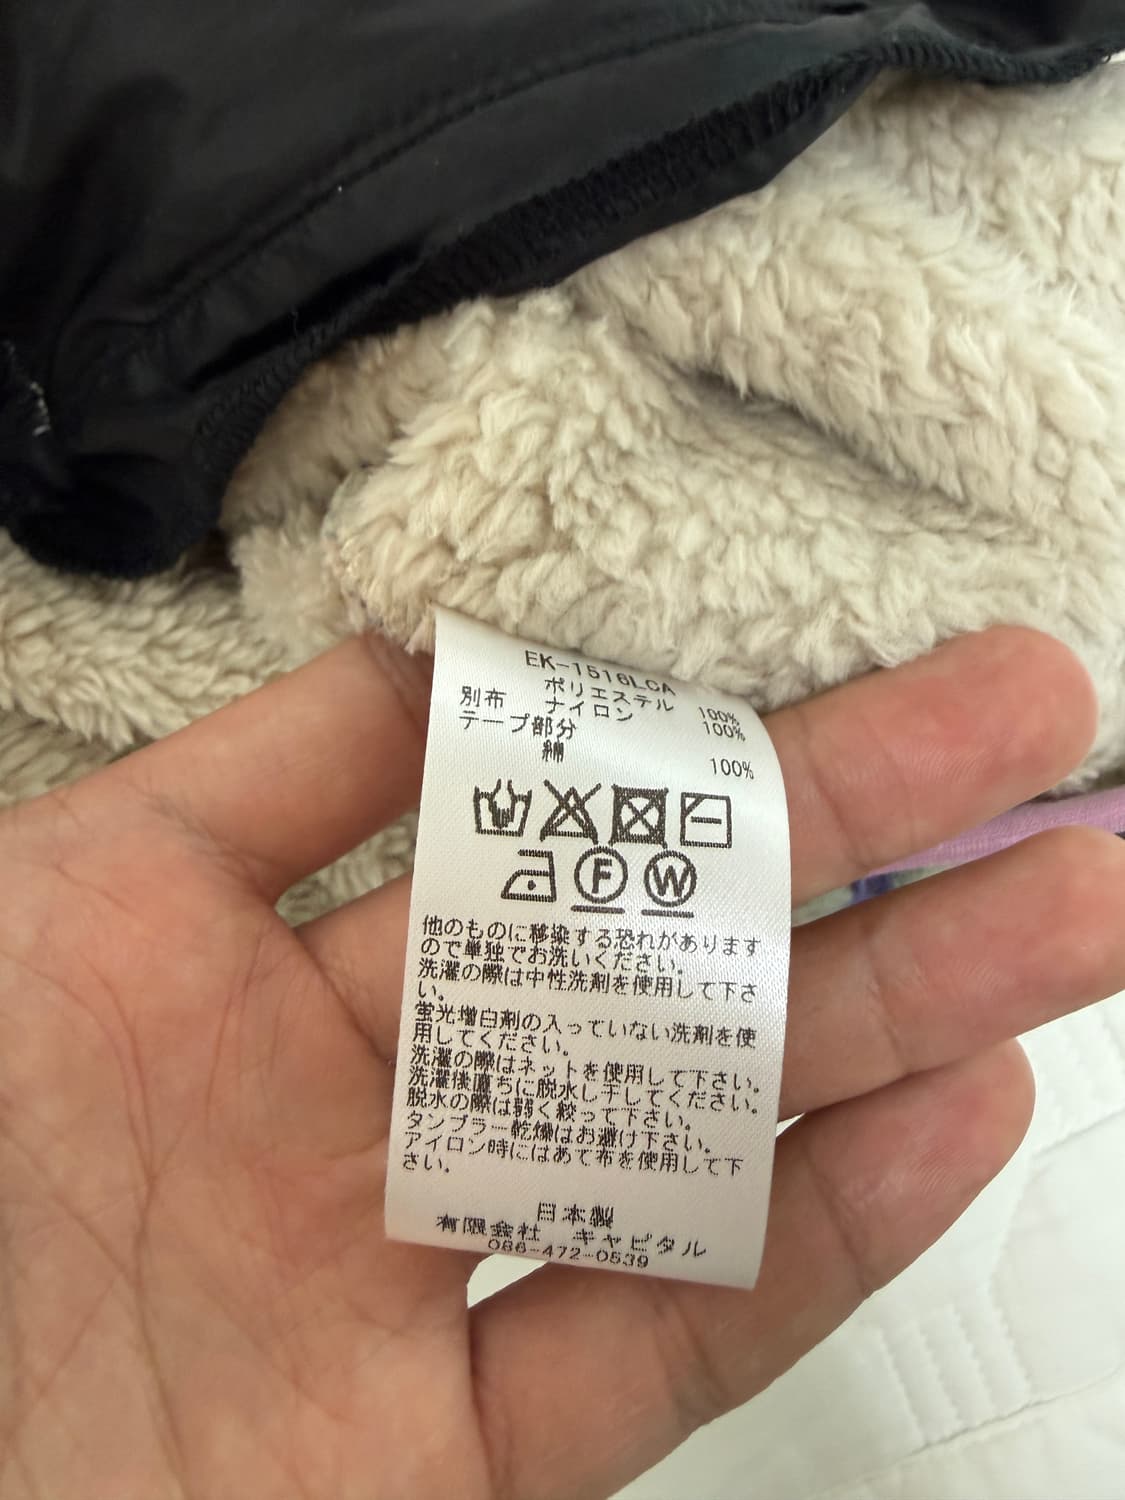 EK-1516LCA
ポリエステル 100%
別布 ナイロン 100%
テープ部分
綿 100%
F W
他のものに移染する恐れがあります
ので単独でお洗いください。
洗濯の際は中性洗剤を使用して下さ
い。
蛍光増白剤の入っていない洗剤を使
用してください。
洗濯の際はネットを使用して下さい。
洗濯後直ちに脱水し干してください。
脱水の際は弱く絞って下さい。
タンブラー乾燥はお避け下さい。
アイロン時にはあて布を使用して下
さい。
日本製
有限会社 キャピタル
086-472-0539